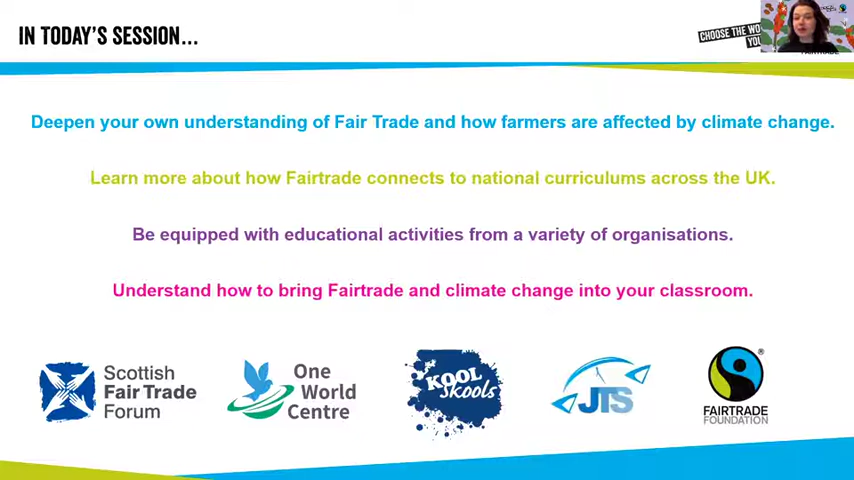 IN TODAY'S SESSION...
CHOOSE THE
FAIRTRADE
Deepen your own understanding of Fair Trade and how farmers are affected by climate change.
Learn more about how Fairtrade connects to national curriculums across the UK.
Be equipped with educational activities from a variety of organisations.
Understand how to bring Fairtrade and climate change into your classroom.
Scottish
Fair Trade
Forum
One
World
Centre
KOOL
SKOOLS
JTS
®
FAIRTRADE
FOUNDATION